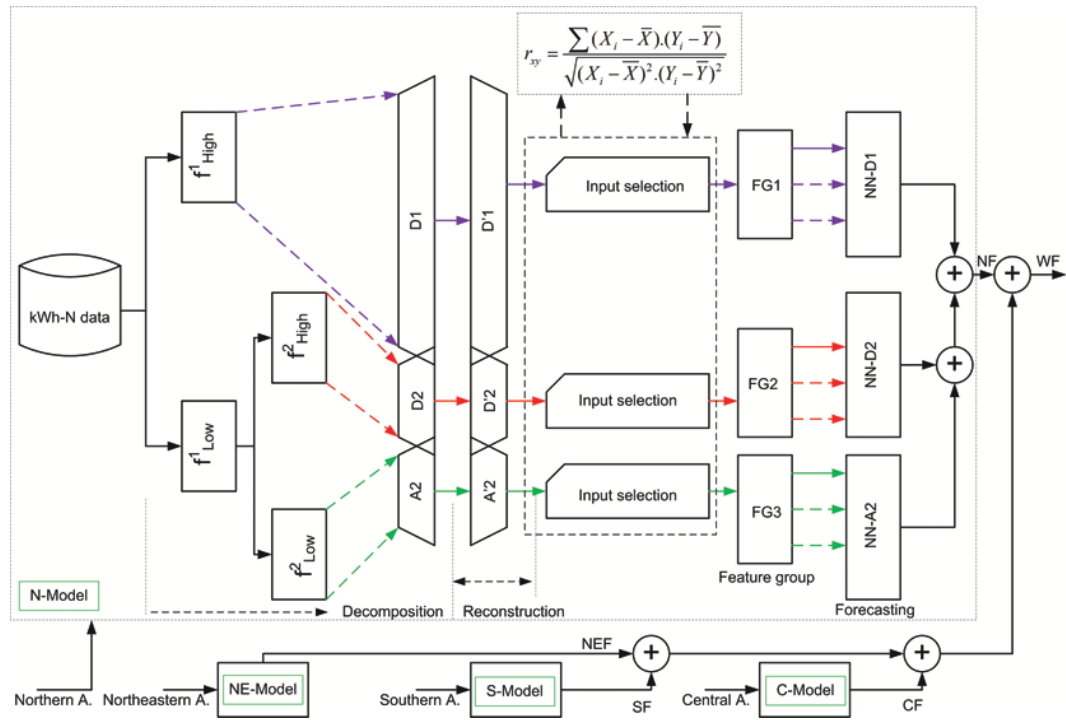 r_xy = ∑ (X_i − X̅).(Y_i − Y̅) / √((X_i − X̅)².(Y_i − Y̅)²)
f¹High
D1
D'1
Input selection
FG1
NN-D1
kWh-N data
NF
WF
f²High
D2
D'2
Input selection
FG2
NN-D2
f¹Low
A2
A'2
Input selection
FG3
NN-A2
f²Low
Feature group
N-Model
Decomposition
Reconstruction
Forecasting
NEF
Northern A.
Northeastern A.
NE-Model
Southern A.
S-Model
SF
Central A.
C-Model
CF